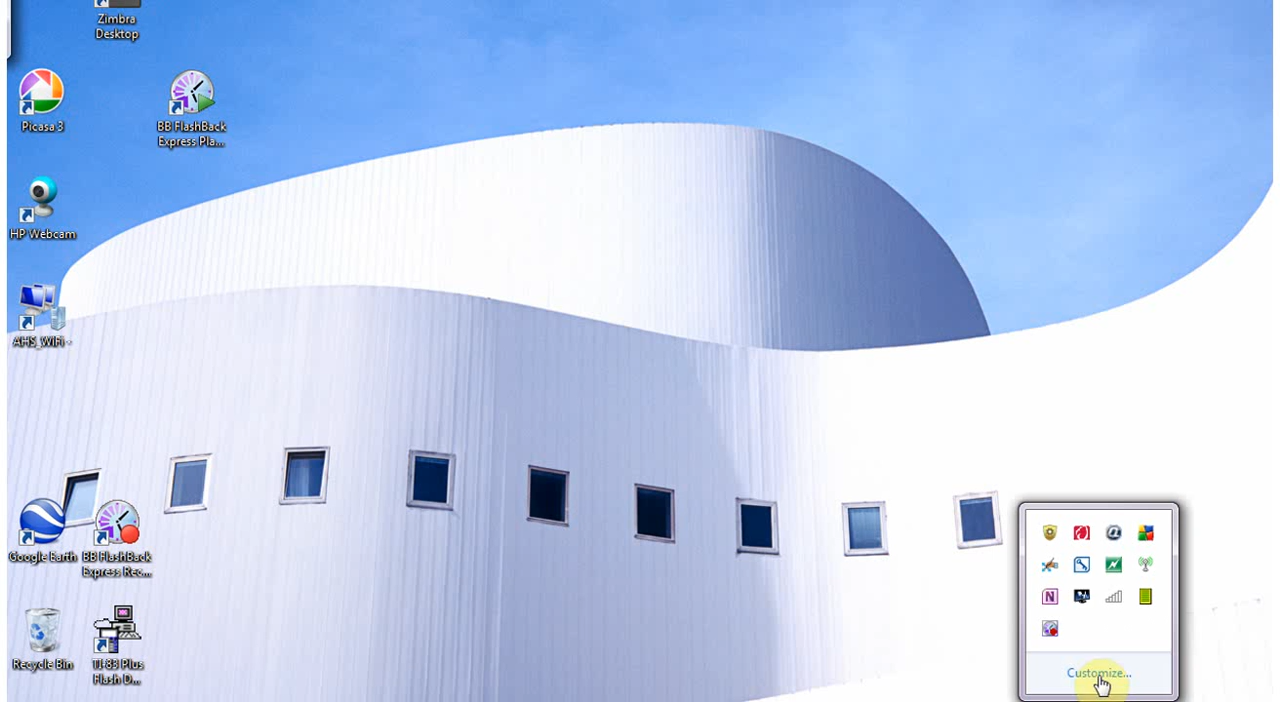 Zimbra
Desktop
Picasa 3
BB FlashBack
Express Pla...
HP Webcam
AHS_WiFi -
Google Earth
BB FlashBack
Express Rec...
Recycle Bin
TI-83 Plus
Flash D...
N
Customize...